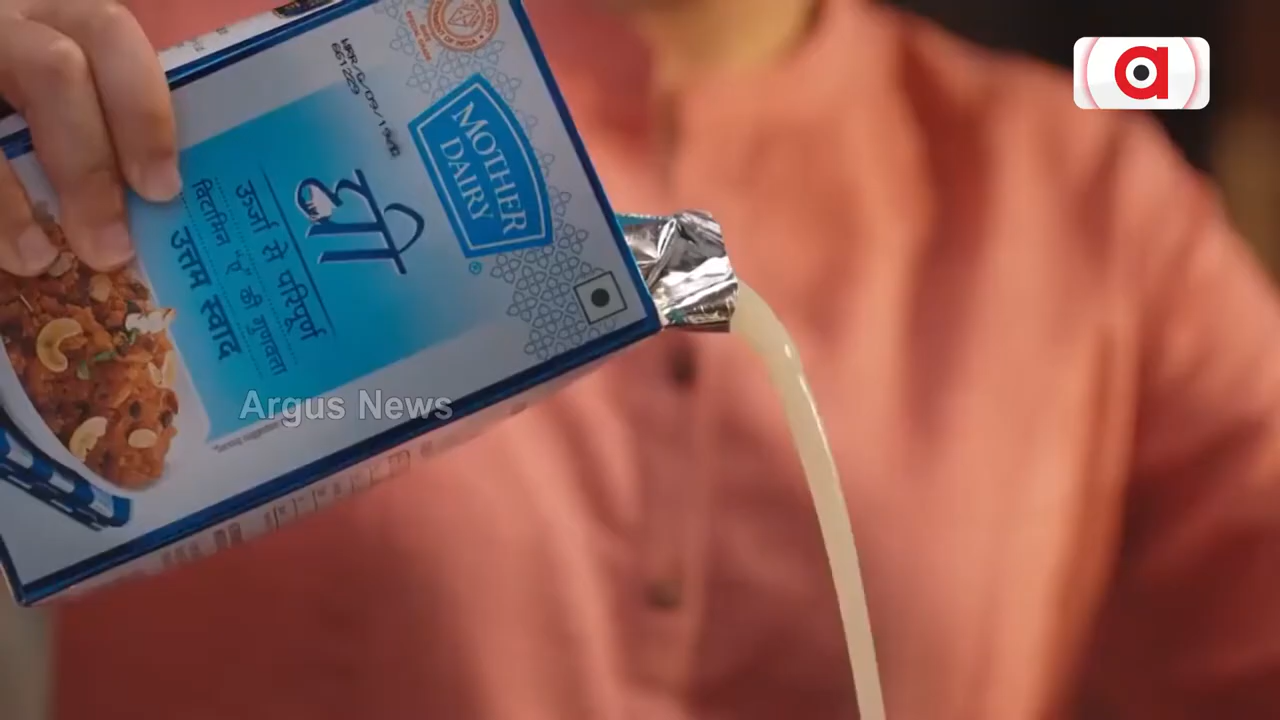 MOTHER
DAIRY
®
घी
ऊर्जा से परिपूर्ण
विटामिन "ए" की गुणवत्ता
उत्तम स्वाद
Argus News
a